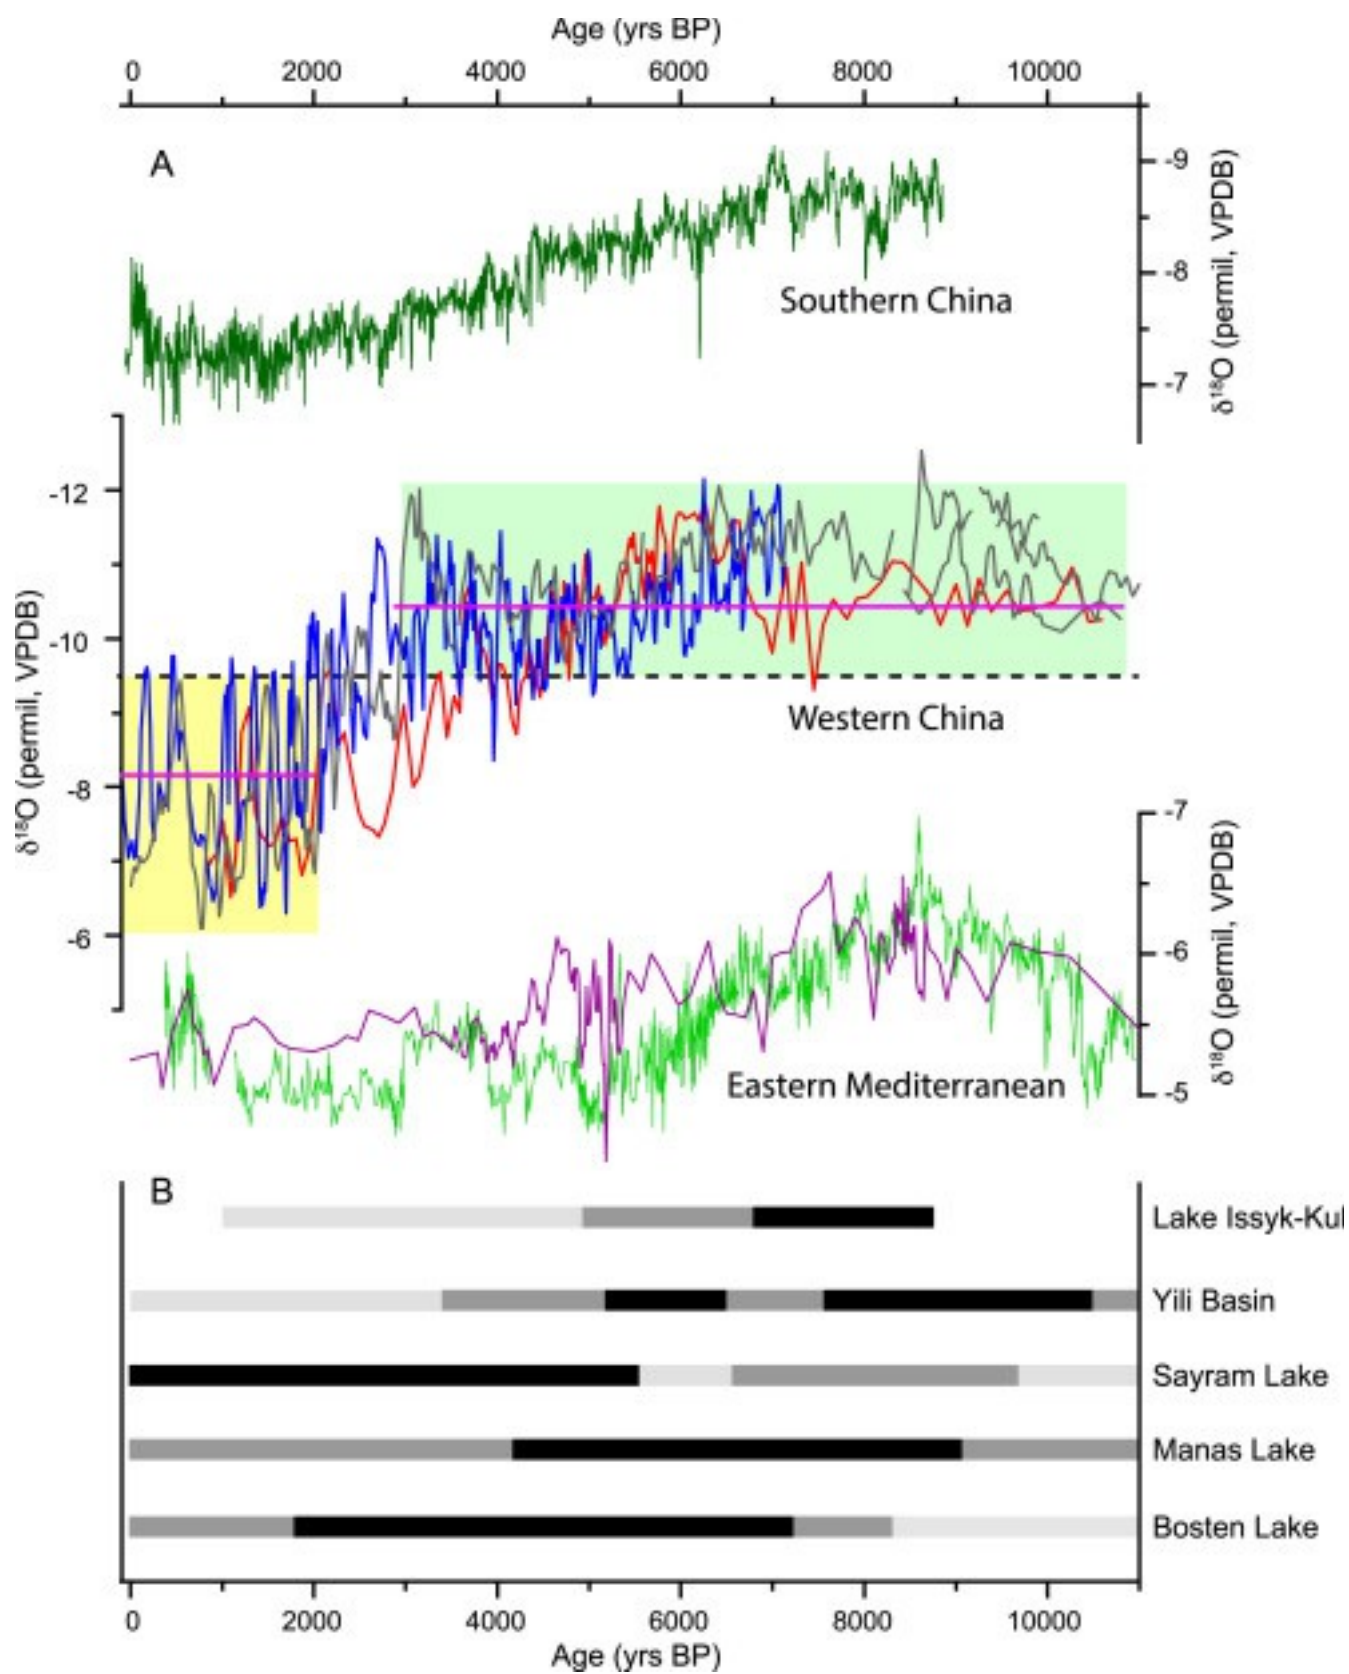 Age (yrs BP)
0 2000 4000 6000 8000 10000
A
-9
-8
-7
δ¹⁸O (permil, VPDB)
Southern China
-12
-10
-8
-6
δ¹⁸O (permil, VPDB)
Western China
-7
-6
-5
δ¹⁸O (permil, VPDB)
Eastern Mediterranean
B
Lake Issyk-Kul
Yili Basin
Sayram Lake
Manas Lake
Bosten Lake
0 2000 4000 6000 8000 10000
Age (yrs BP)